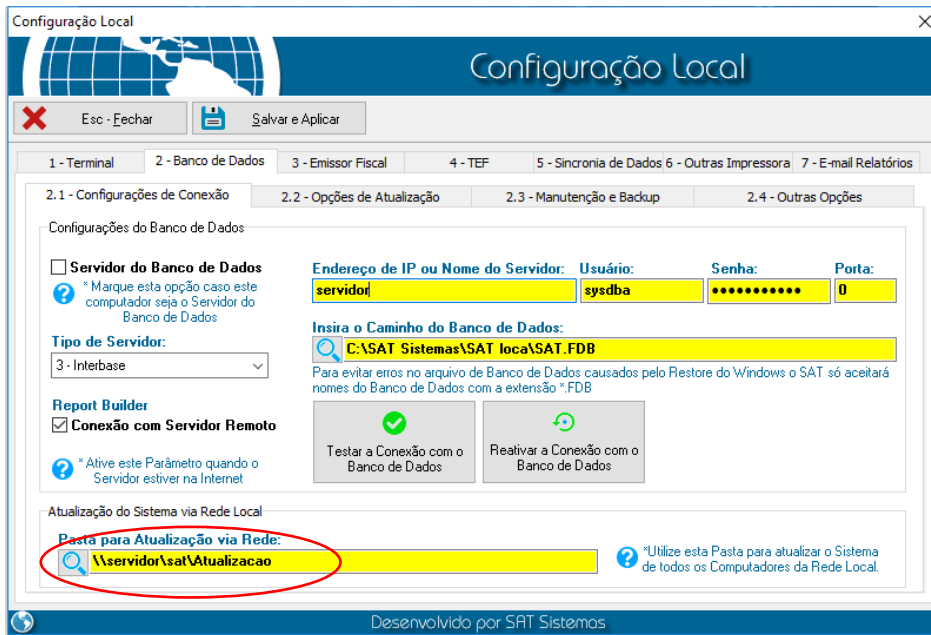 Configuração Local
Configuração Local
Esc - Fechar
Salvar e Aplicar
1 - Terminal
2 - Banco de Dados
3 - Emissor Fiscal
4 - TEF
5 - Sincronia de Dados
6 - Outras Impressora
7 - E-mail Relatórios
2.1 - Configurações de Conexão
2.2 - Opções de Atualização
2.3 - Manutenção e Backup
2.4 - Outras Opções
Configurações do Banco de Dados
Servidor do Banco de Dados
* Marque esta opção caso este
computador seja o Servidor do
Banco de Dados
Tipo de Servidor:
3 - Interbase
Report Builder
Conexão com Servidor Remoto
* Ative este Parâmetro quando o
Servidor estiver na Internet
Endereço de IP ou Nome do Servidor:
servidor
Usuário:
sysdba
Senha:
●●●●●●●●●●●
Porta:
0
Insira o Caminho do Banco de Dados:
C:\SAT Sistemas\SAT loca\SAT.FDB
Para evitar erros no arquivo de Banco de Dados causados pelo Restore do Windows o SAT só aceitará
nomes do Banco de Dados com a extensão *.FDB
Testar a Conexão com o
Banco de Dados
Reativar a Conexão com o
Banco de Dados
Atualização do Sistema via Rede Local
Pasta para Atualização via Rede:
\\servidor\sat\Atualizacao
*Utilize esta Pasta para atualizar o Sistema
de todos os Computadores da Rede Local.
Desenvolvido por SAT Sistemas